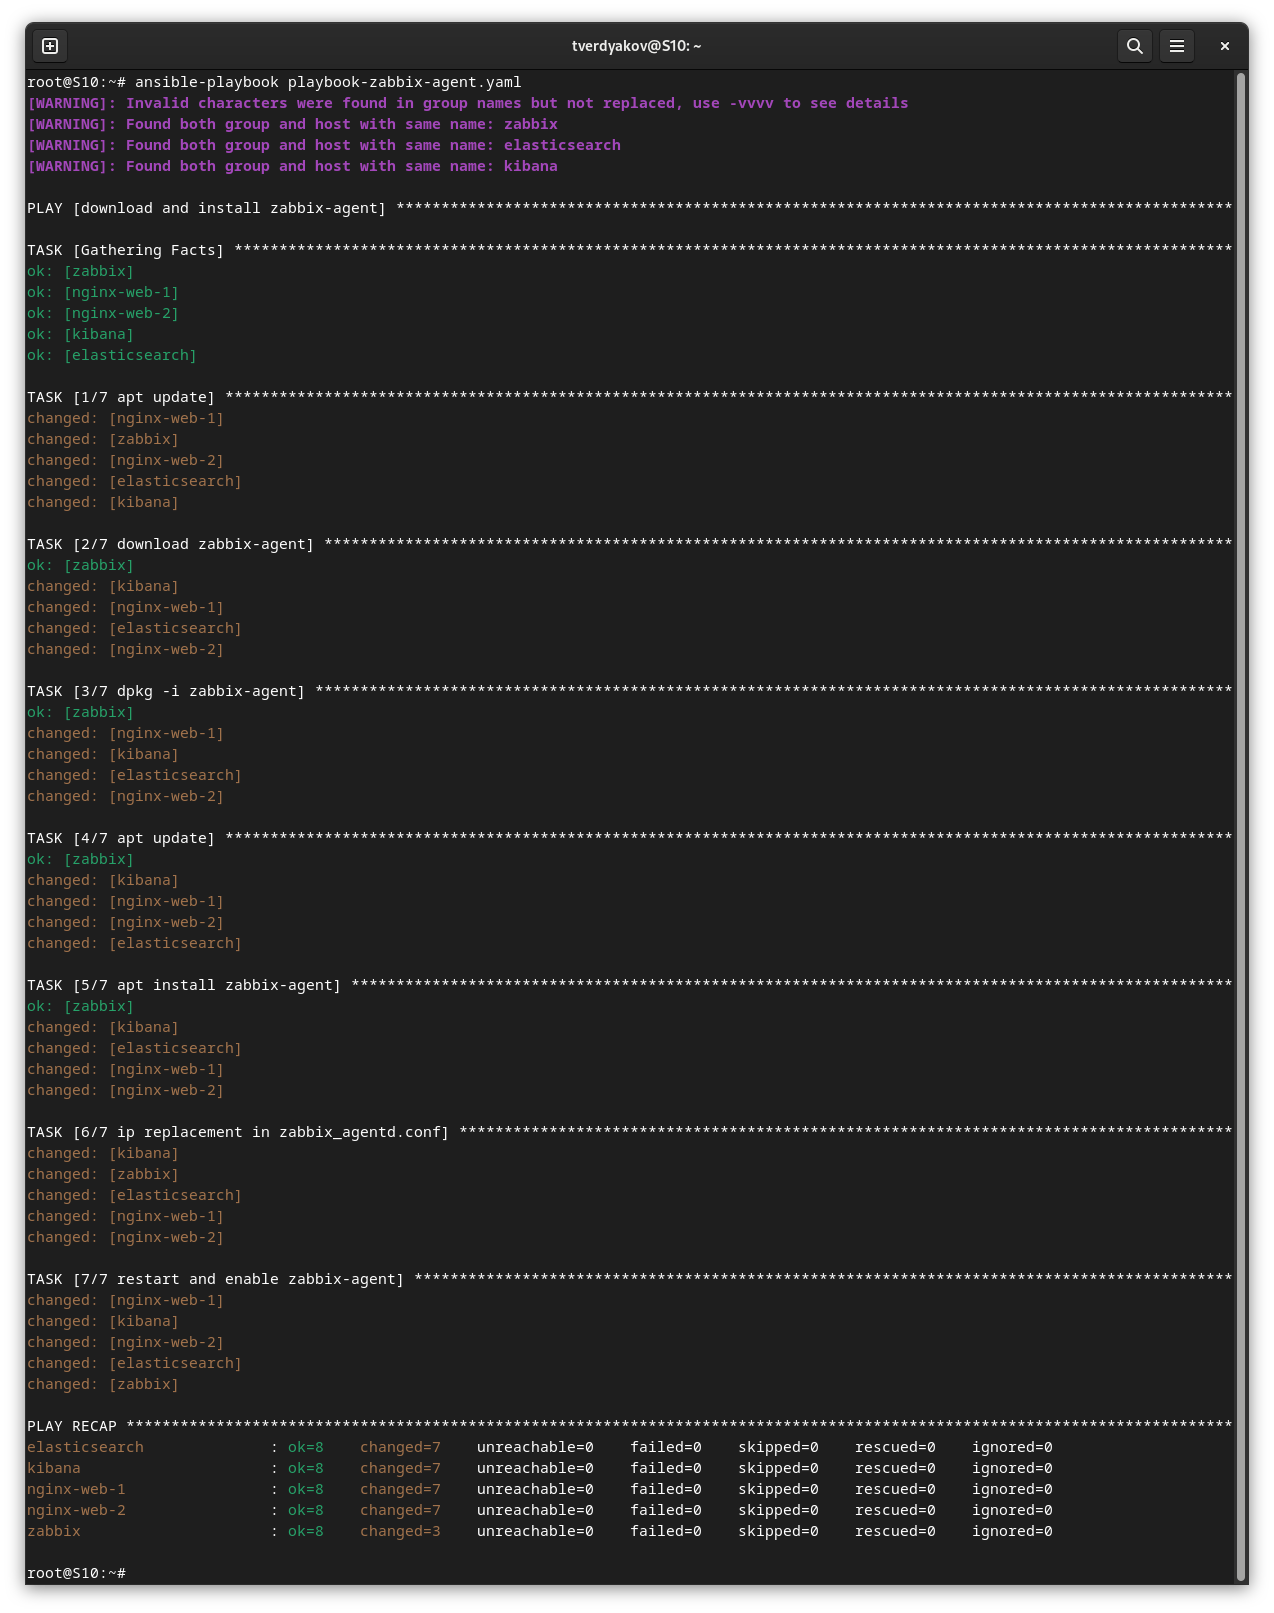 tverdyakov@S10: ~
root@S10:~# ansible-playbook playbook-zabbix-agent.yaml
[WARNING]: Invalid characters were found in group names but not replaced, use -vvvv to see details
[WARNING]: Found both group and host with same name: zabbix
[WARNING]: Found both group and host with same name: elasticsearch
[WARNING]: Found both group and host with same name: kibana
PLAY [download and install zabbix-agent] *********************************************************************************************
TASK [Gathering Facts] ***************************************************************************************************************
ok: [zabbix]
ok: [nginx-web-1]
ok: [nginx-web-2]
ok: [kibana]
ok: [elasticsearch]
TASK [1/7 apt update] ****************************************************************************************************************
changed: [nginx-web-1]
changed: [zabbix]
changed: [nginx-web-2]
changed: [elasticsearch]
changed: [kibana]
TASK [2/7 download zabbix-agent] *****************************************************************************************************
ok: [zabbix]
changed: [kibana]
changed: [nginx-web-1]
changed: [elasticsearch]
changed: [nginx-web-2]
TASK [3/7 dpkg -i zabbix-agent] ******************************************************************************************************
ok: [zabbix]
changed: [nginx-web-1]
changed: [kibana]
changed: [elasticsearch]
changed: [nginx-web-2]
TASK [4/7 apt update] ****************************************************************************************************************
ok: [zabbix]
changed: [kibana]
changed: [nginx-web-1]
changed: [nginx-web-2]
changed: [elasticsearch]
TASK [5/7 apt install zabbix-agent] **************************************************************************************************
ok: [zabbix]
changed: [kibana]
changed: [elasticsearch]
changed: [nginx-web-1]
changed: [nginx-web-2]
TASK [6/7 ip replacement in zabbix_agentd.conf] **************************************************************************************
changed: [kibana]
changed: [zabbix]
changed: [elasticsearch]
changed: [nginx-web-1]
changed: [nginx-web-2]
TASK [7/7 restart and enable zabbix-agent] *******************************************************************************************
changed: [nginx-web-1]
changed: [kibana]
changed: [nginx-web-2]
changed: [elasticsearch]
changed: [zabbix]
PLAY RECAP ***************************************************************************************************************************
elasticsearch              : ok=8    changed=7    unreachable=0    failed=0    skipped=0    rescued=0    ignored=0
kibana                     : ok=8    changed=7    unreachable=0    failed=0    skipped=0    rescued=0    ignored=0
nginx-web-1                : ok=8    changed=7    unreachable=0    failed=0    skipped=0    rescued=0    ignored=0
nginx-web-2                : ok=8    changed=7    unreachable=0    failed=0    skipped=0    rescued=0    ignored=0
zabbix                     : ok=8    changed=3    unreachable=0    failed=0    skipped=0    rescued=0    ignored=0
root@S10:~#